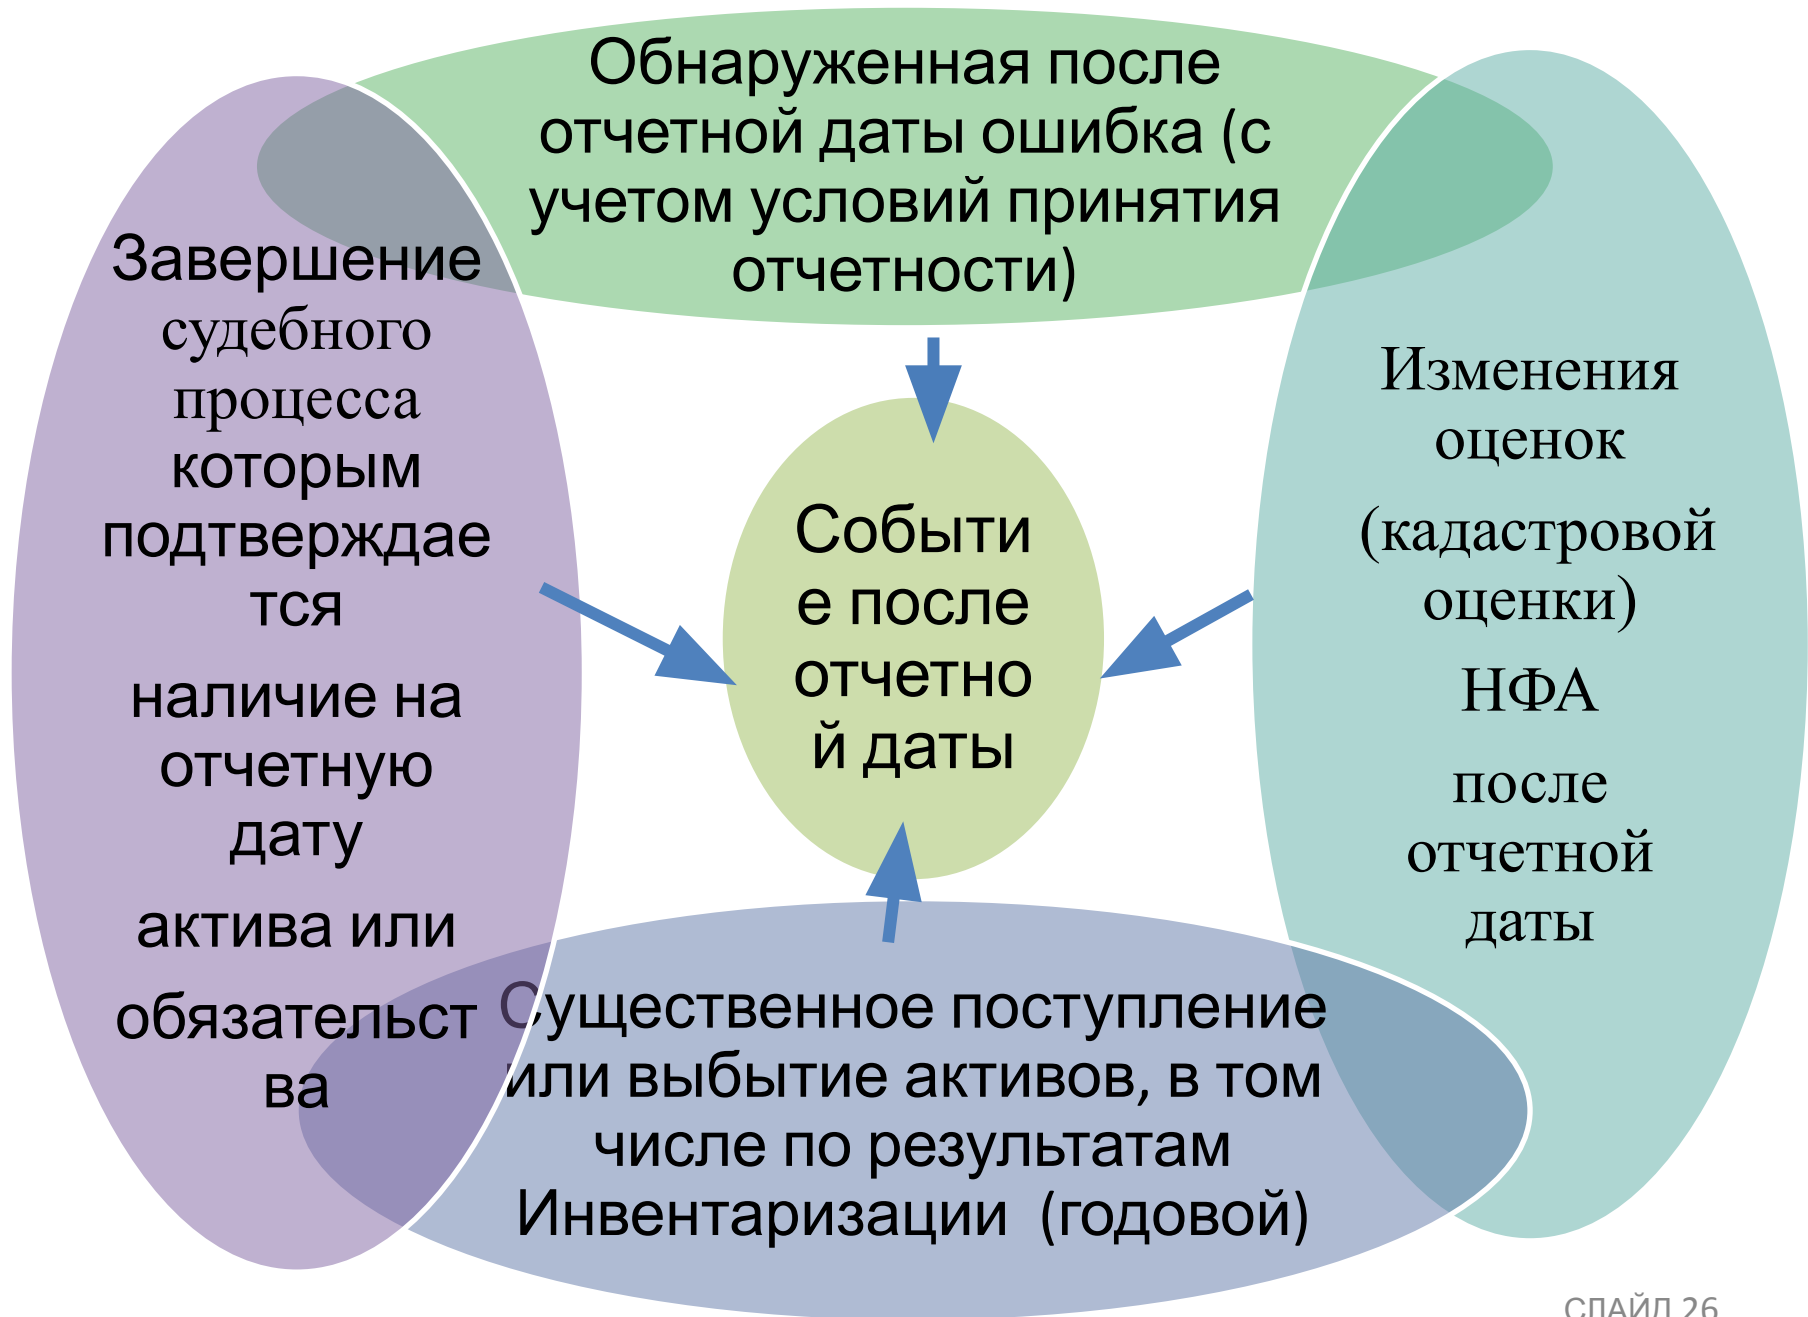 Обнаруженная после
отчетной даты ошибка (с
учетом условий принятия
отчетности)
Завершение
судебного
процесса
которым
подтверждае
тся
наличие на
отчетную
дату
актива или
обязательст
ва
Событи
е после
отчетно
й даты
Изменения
оценок
(кадастровой
оценки)
НФА
после
отчетной
даты
Существенное поступление
или выбытие активов, в том
числе по результатам
Инвентаризации (годовой)
СЛАЙД 26